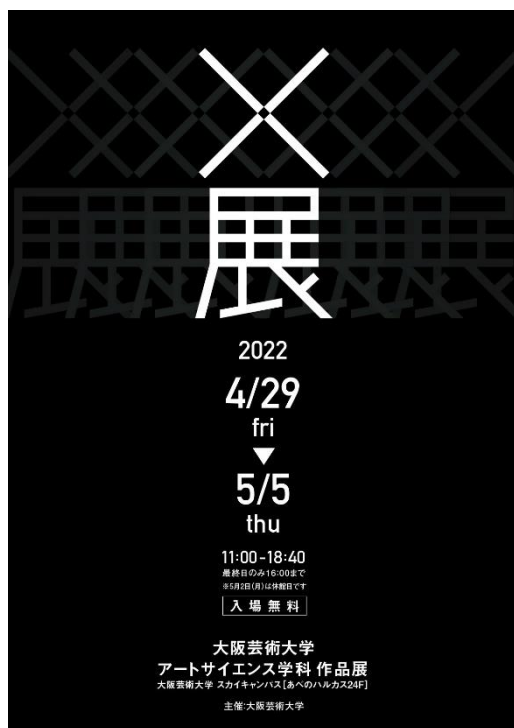 ×
展
2022
4/29
fri
▼
5/5
thu
11:00-18:40
最終日のみ16:00まで
※5月2日(月)は休館日です
入場無料
大阪芸術大学
アートサイエンス学科 作品展
大阪芸術大学 スカイキャンパス[あべのハルカス24F]
主催:大阪芸術大学